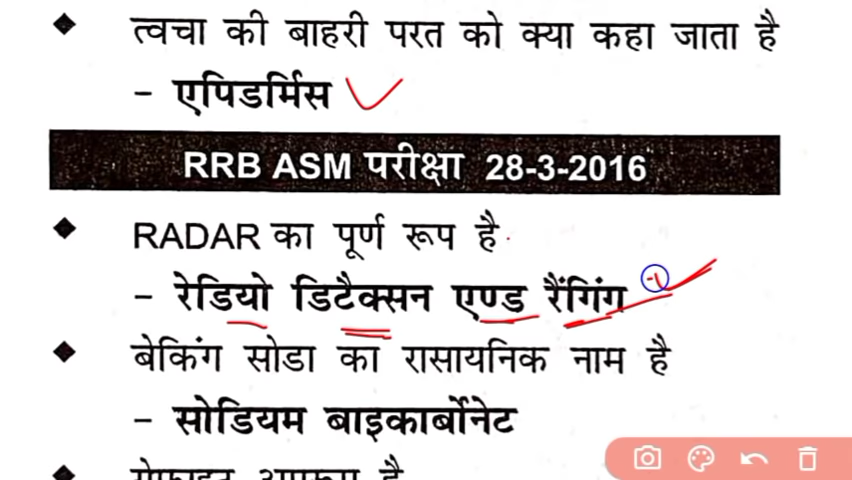 त्वचा की बाहरी परत को क्या कहा जाता है
– एपिडर्मिस
RRB ASM परीक्षा 28-3-2016
RADAR का पूर्ण रूप है
– रेडियो डिटैक्सन एण्ड रैंगिंग
बेकिंग सोडा का रासायनिक नाम है
– सोडियम बाइकार्बोनेट